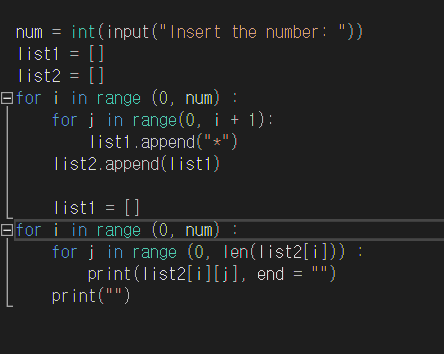 num = int(input("Insert the number: "))
list1 = []
list2 = []
for i in range (0, num) :
    for j in range(0, i + 1):
        list1.append("*")
    list2.append(list1)

    list1 = []
for i in range (0, num) :
    for j in range (0, len(list2[i])) :
        print(list2[i][j], end = "")
    print("")